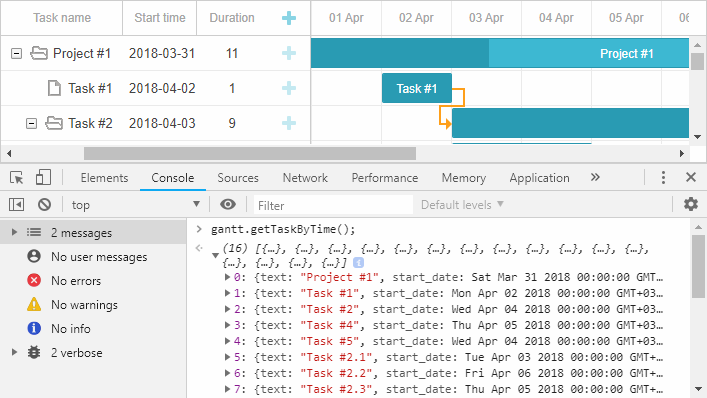 Task name Start time Duration 01 Apr 02 Apr 03 Apr 04 Apr 05 Apr 06
Project #1 2018-03-31 11 Project #1
Task #1 2018-04-02 1 Task #1
Task #2 2018-04-03 9
Elements Console Sources Network Performance Memory Application »
top Filter Default levels
2 messages
No user messages
No errors
No warnings
No info
2 verbose
> gantt.getTaskByTime();
(16) [{…}, {…}, {…}, {…}, {…}, {…}, {…}, {…}, {…}, {…}, {…}, {…},
{…}, {…}, {…}, {…}] i
0: {text: "Project #1", start_date: Sat Mar 31 2018 00:00:00 GMT…
1: {text: "Task #1", start_date: Mon Apr 02 2018 00:00:00 GMT+03…
2: {text: "Task #2", start_date: Wed Apr 04 2018 00:00:00 GMT+03…
3: {text: "Task #4", start_date: Thu Apr 05 2018 00:00:00 GMT+03…
4: {text: "Task #5", start_date: Wed Apr 04 2018 00:00:00 GMT+03…
5: {text: "Task #2.1", start_date: Tue Apr 03 2018 00:00:00 GMT+…
6: {text: "Task #2.2", start_date: Fri Apr 06 2018 00:00:00 GMT+…
7: {text: "Task #2.3", start_date: Thu Apr 05 2018 00:00:00 GMT+…